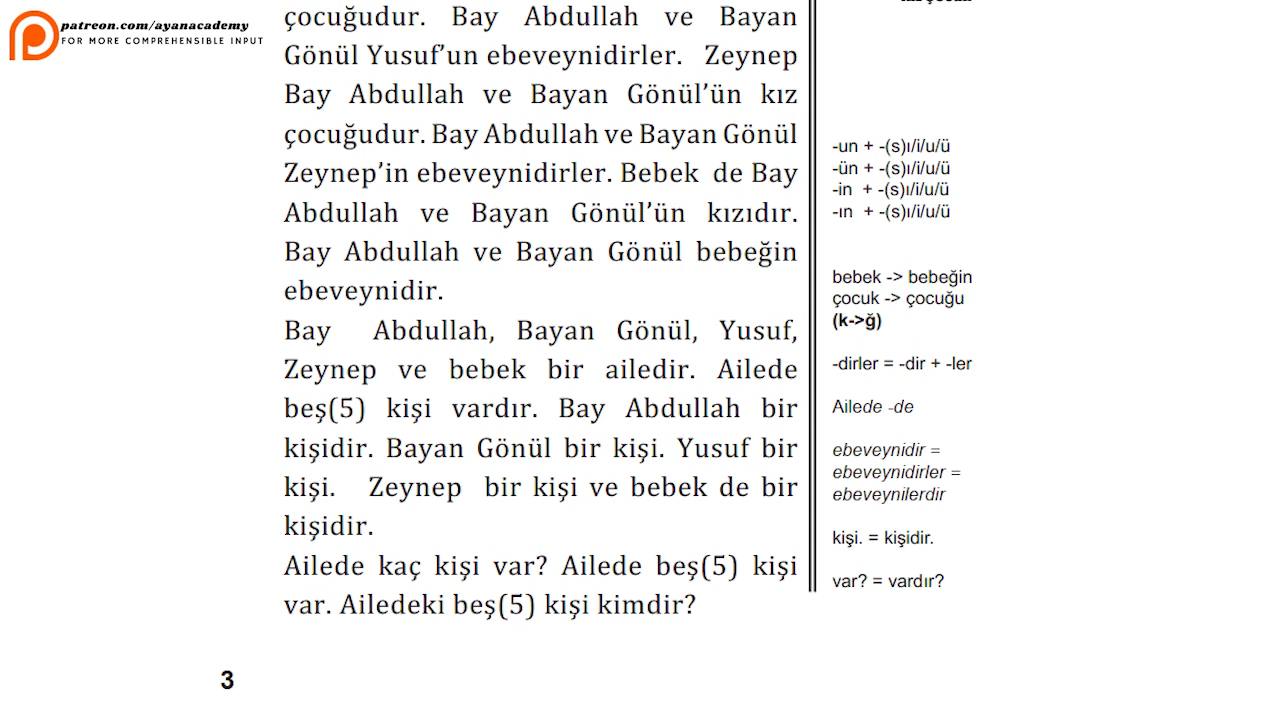 patreon.com/ayanacademy
FOR MORE COMPREHENSIBLE INPUT
çocuğudur. Bay Abdullah ve Bayan
Gönül Yusuf’un ebeveynidirler. Zeynep
Bay Abdullah ve Bayan Gönül’ün kız
çocuğudur. Bay Abdullah ve Bayan Gönül
Zeynep’in ebeveynidirler. Bebek de Bay
Abdullah ve Bayan Gönül’ün kızıdır.
Bay Abdullah ve Bayan Gönül bebeğin
ebeveynidir.
Bay Abdullah, Bayan Gönül, Yusuf,
Zeynep ve bebek bir ailedir. Ailede
beş(5) kişi vardır. Bay Abdullah bir
kişidir. Bayan Gönül bir kişi. Yusuf bir
kişi. Zeynep bir kişi ve bebek de bir
kişidir.
Ailede kaç kişi var? Ailede beş(5) kişi
var. Ailedeki beş(5) kişi kimdir?
-un + -(s)ı/i/u/ü
-ün + -(s)ı/i/u/ü
-in + -(s)ı/i/u/ü
-ın + -(s)ı/i/u/ü
bebek -> bebeğin
çocuk -> çocuğu
(k->ğ)
-dirler = -dir + -ler
Ailede -de
ebeveynidir =
ebeveynidirler =
ebeveynilerdir
kişi. = kişidir.
var? = vardır?
3